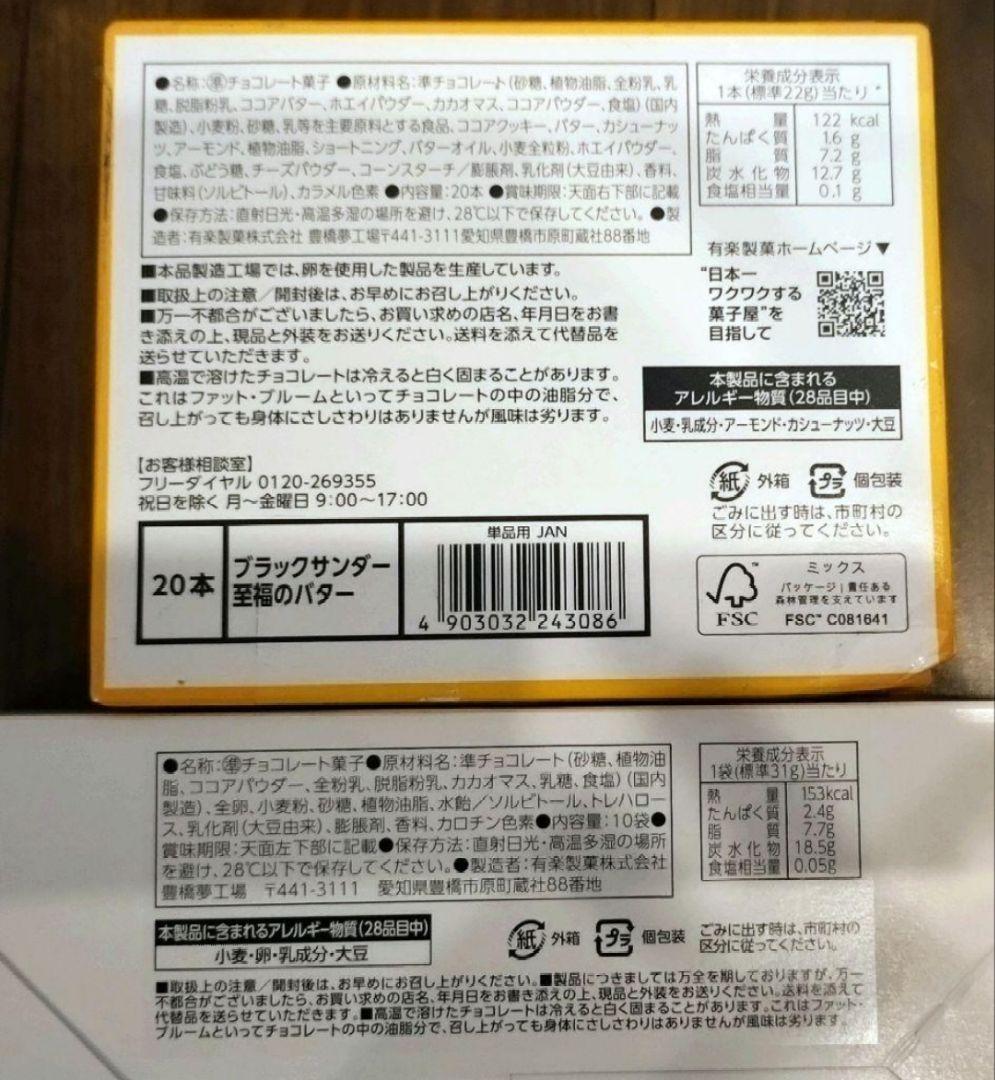 ●名称:準チョコレート菓子 ●原材料名:準チョコレート(砂糖、植物油脂、全粉乳、乳
糖、脱脂粉乳、ココアバター、ホエイパウダー、カカオマス、ココアパウダー、食塩)(国内
製造)、小麦粉、砂糖、乳等を主要原料とする食品、ココアクッキー、バター、カシューナッ
ツ、アーモンド、植物油脂、ショートニング、バターオイル、小麦全粒粉、ホエイパウダー、
食塩、ぶどう糖、チーズパウダー、コーンスターチ/膨脹剤、乳化剤(大豆由来)、香料、
甘味料(ソルビトール)、カラメル色素 ●内容量:20本 ●賞味期限:天面右下部に記載
●保存方法:直射日光・高温多湿の場所を避け、28℃以下で保存してください。●製
造者:有楽製菓株式会社 豊橋夢工場〒441-3111愛知県豊橋市原町蔵社88番地
栄養成分表示
1本(標準22g)当たり
熱量 122 kcal
たんぱく質 1.6 g
脂質 7.2 g
炭水化物 12.7 g
食塩相当量 0.1 g
■本品製造工場では、卵を使用した製品を生産しています。
■取扱上の注意/開封後は、お早めにお召し上がりください。
■万一不都合がございましたら、お買い求めの店名、年月日をお書
き添えの上、現品と外装をお送りください。送料を添えて代替品を
送らせていただきます。
■高温で溶けたチョコレートは冷えると白く固まることがあります。
これはファット・ブルームといってチョコレートの中の油脂分で、
召し上がっても身体にさしさわりはありませんが風味は劣ります。
有楽製菓ホームページ▼
"日本一
ワクワクする
菓子屋"を
目指して
本製品に含まれる
アレルギー物質(28品目中)
小麦・乳成分・アーモンド・カシューナッツ・大豆
【お客様相談室】
フリーダイヤル 0120-269355
祝日を除く 月～金曜日 9:00～17:00
紙 外箱 プラ 個包装
ごみに出す時は、市町村の
区分に従ってください。
20本
ブラックサンダー
至福のバター
単品用 JAN
4 903032 243086
FSC
ミックス
パッケージ|責任ある
森林管理を支えています
FSC™ C081641
●名称:準チョコレート菓子●原材料名:準チョコレート(砂糖、植物油
脂、ココアパウダー、全粉乳、脱脂粉乳、カカオマス、乳糖、食塩)(国内
製造)、全卵、小麦粉、砂糖、植物油脂、水飴/ソルビトール、トレハロー
ス、乳化剤(大豆由来)、膨脹剤、香料、カロチン色素●内容量:10袋●
賞味期限:天面左下部に記載●保存方法:直射日光・高温多湿の場所
を避け、28℃以下で保存してください。●製造者:有楽製菓株式会社
豊橋夢工場 〒441-3111 愛知県豊橋市原町蔵社88番地
栄養成分表示
1袋(標準31g)当たり
熱量 153kcal
たんぱく質 2.4g
脂質 7.7g
炭水化物 18.5g
食塩相当量 0.05g
本製品に含まれるアレルギー物質(28品目中)
小麦・卵・乳成分・大豆
紙 外箱 プラ 個包装
ごみに出す時は、市町村の
区分に従ってください。
■取扱上の注意/開封後は、お早めにお召し上がりください。■製品につきましては万全を期しておりますが、万一
不都合がございましたら、お買い求めの店名、年月日をお書き添えの上、現品と外装をお送りください。送料を添えて
代替品を送らせていただきます。■高温で溶けたチョコレートは冷えると白く固まることがあります。これはファット・
ブルームといってチョコレートの中の油脂分で、召し上がっても身体にさしさわりはありませんが風味は劣ります。